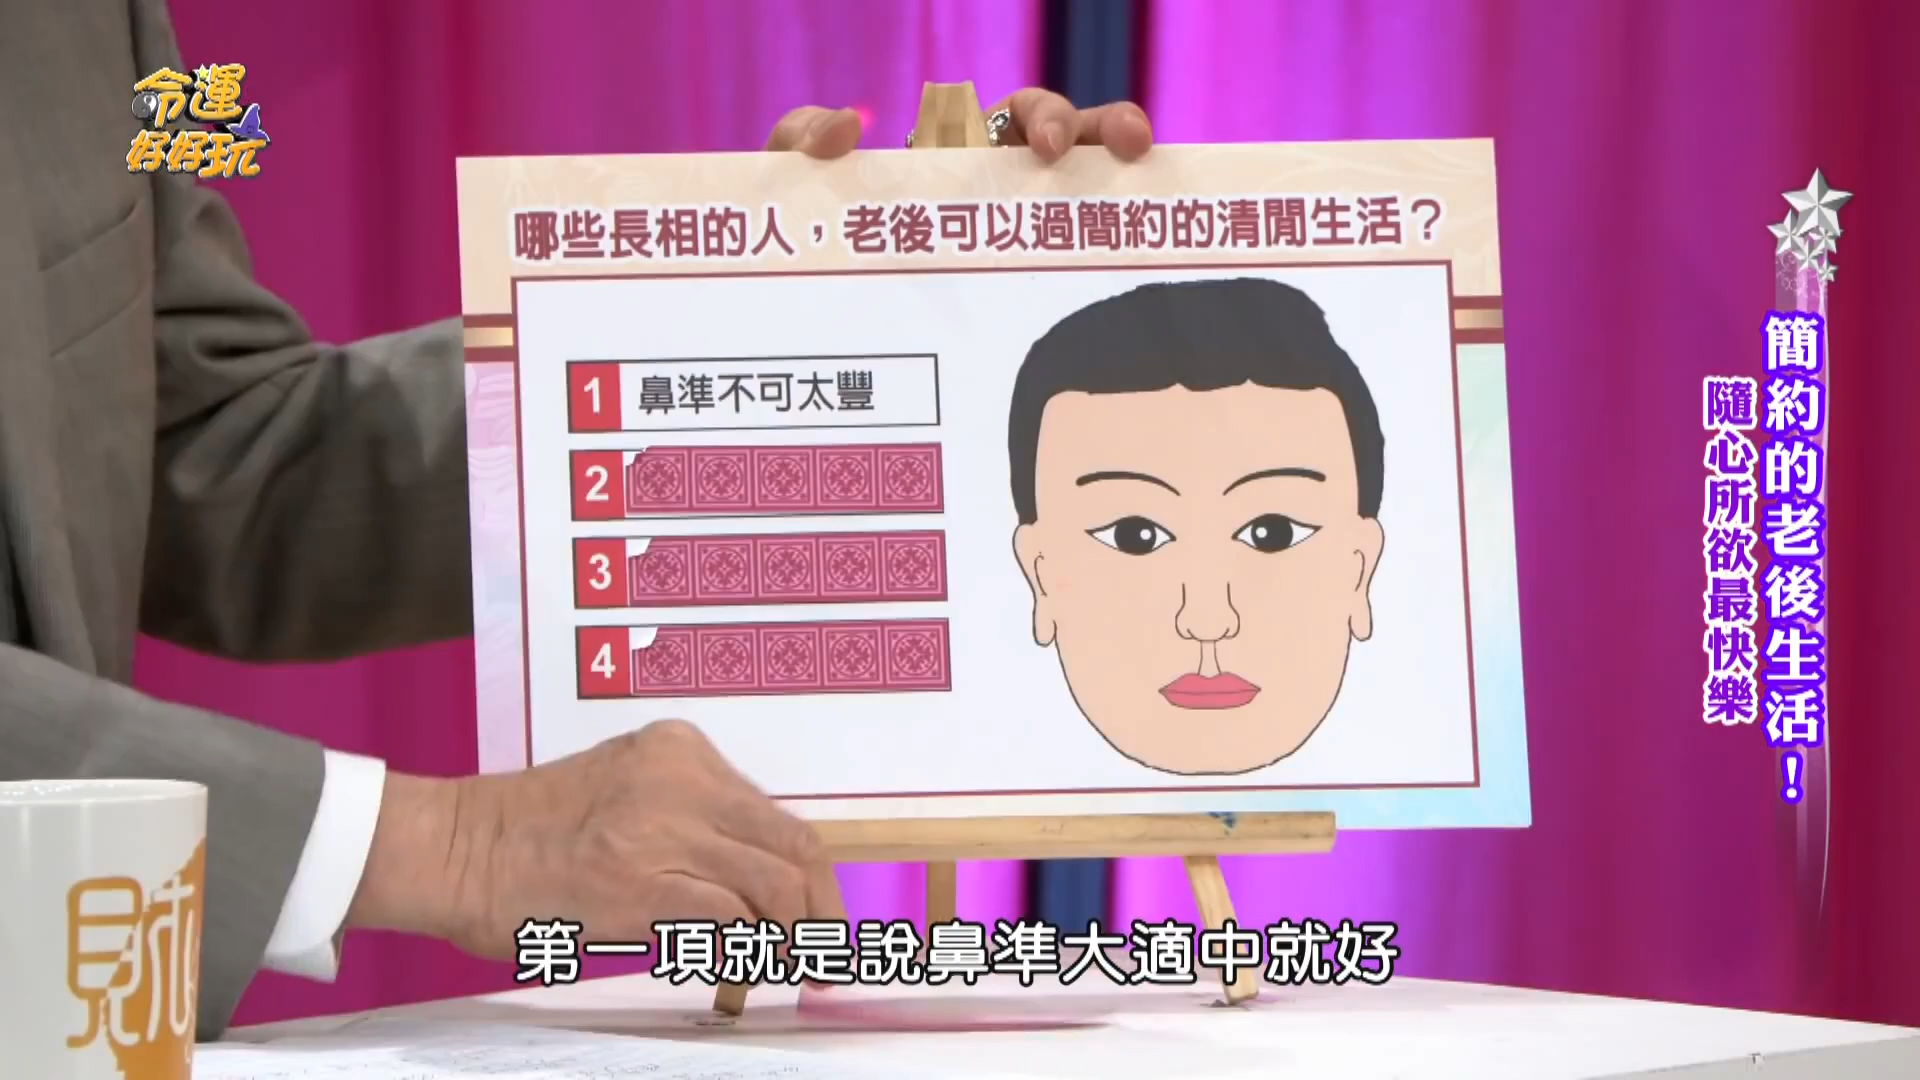 命運
好好玩
哪些長相的人，老後可以過簡約的清閒生活？
1 鼻準不可太豐
2
3
4
簡約的老後生活！
隨心所欲最快樂
財
第一項就是說鼻準大適中就好